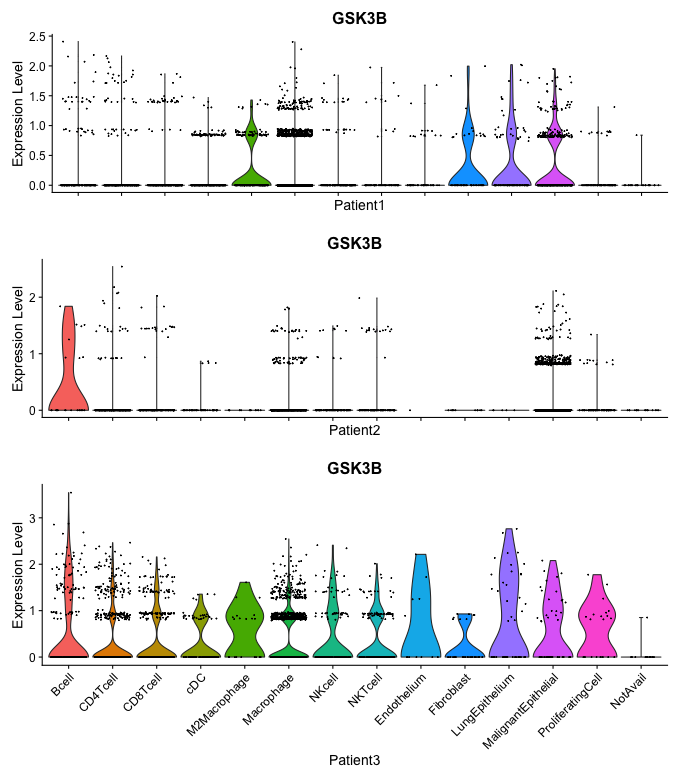 GSK3B
Expression Level
2.5
2.0
1.5
1.0
0.5
0.0
Patient1
GSK3B
Expression Level
2
1
0
Patient2
GSK3B
Expression Level
3
2
1
0
Bcell
CD4Tcell
CD8Tcell
cDC
M2Macrophage
Macrophage
NKcell
NKTcell
Endothelium
Fibroblast
LungEpithelium
MalignantEpithelial
ProliferatingCell
NotAvail
Patient3